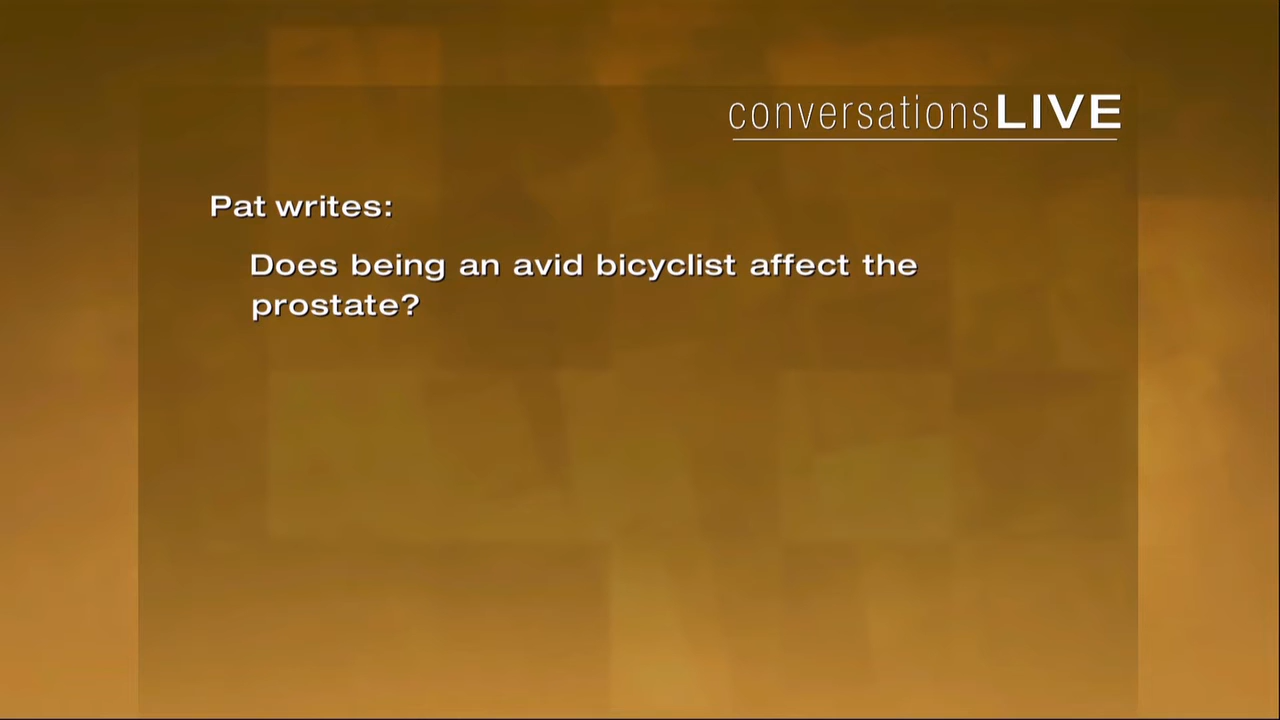 conversationsLIVE
Pat writes:
Does being an avid bicyclist affect the
prostate?